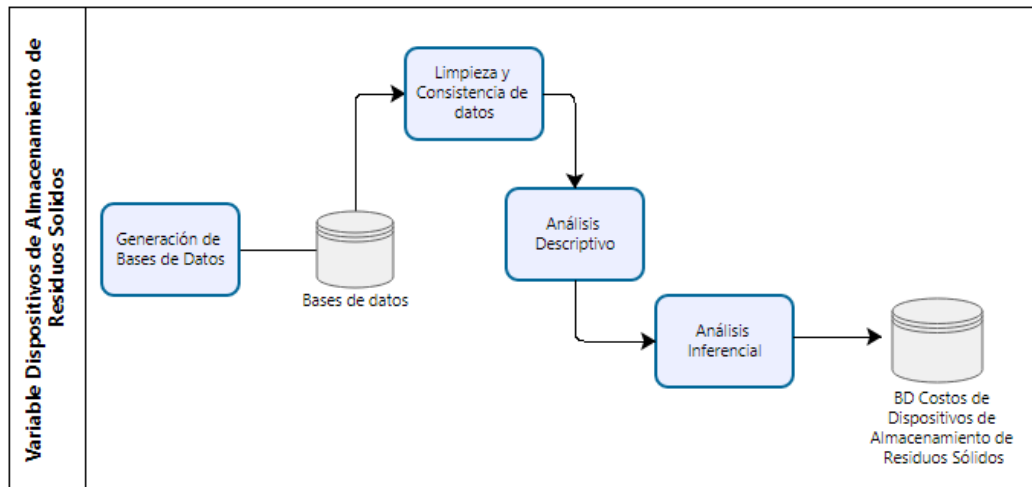 Variable Dispositivos de Almacenamiento de
Residuos Solidos
Generación de
Bases de Datos
Bases de datos
Limpieza y
Consistencia de
datos
Análisis
Descriptivo
Análisis
Inferencial
BD Costos de
Dispositivos de
Almacenamiento de
Residuos Sólidos